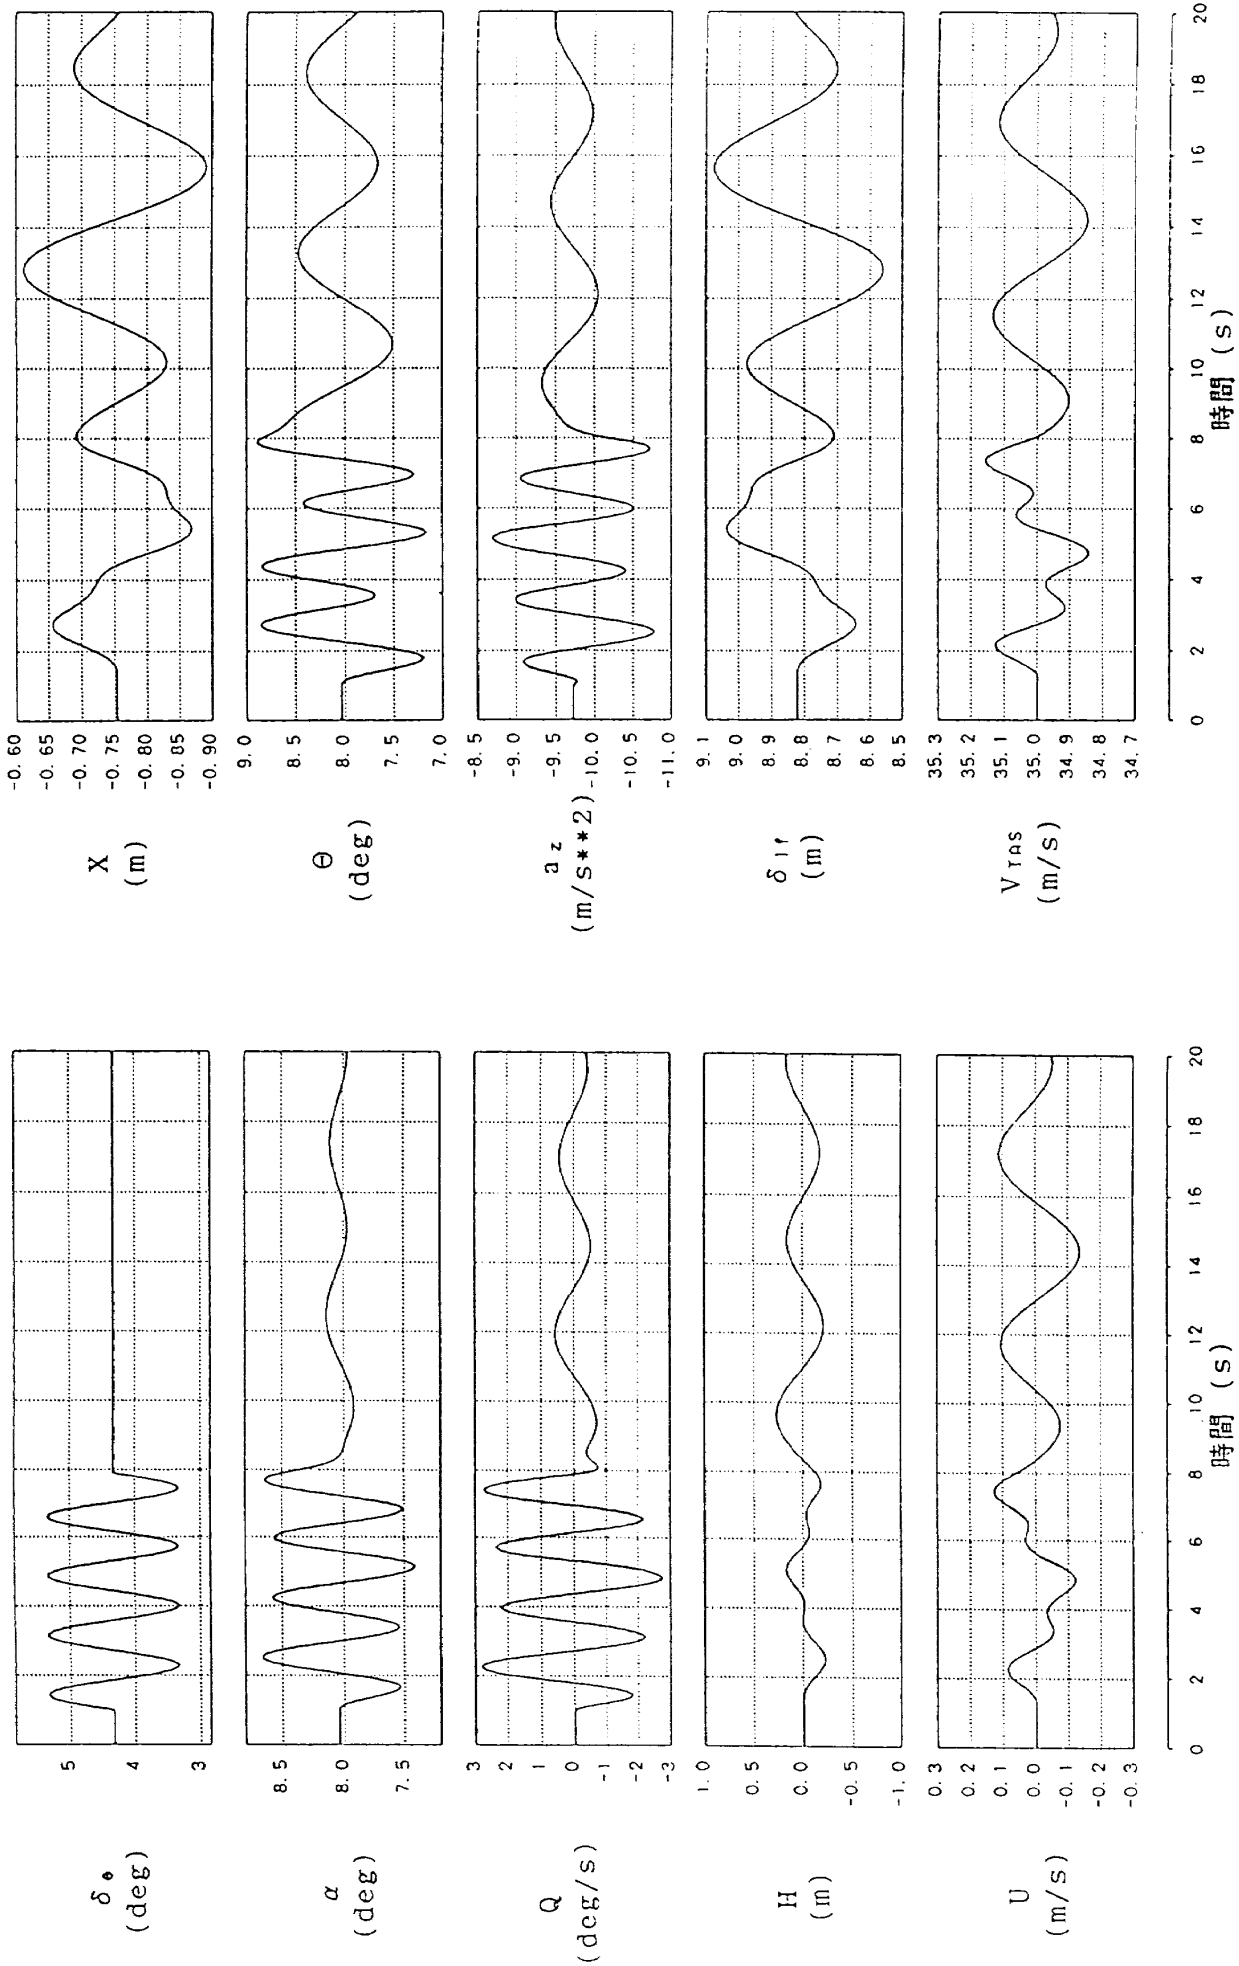 δe
(deg)
5
4
3
α
(deg)
8.5
8.0
7.5
Q
(deg/s)
3
2
1
0
-1
-2
-3
H
(m)
1.0
0.5
0.0
-0.5
-1.0
U
(m/s)
0.3
0.2
0.1
0.0
-0.1
-0.2
-0.3
0 2 4 6 8 10 12 14 16 18 20
時間 (s)
X
(m)
-0.60
-0.65
-0.70
-0.75
-0.80
-0.85
-0.90
Θ
(deg)
9.0
8.5
8.0
7.5
7.0
az
(m/s**2)
-8.5
-9.0
-9.5
-10.0
-10.5
-11.0
δlf
(m)
9.1
9.0
8.9
8.8
8.7
8.6
8.5
VTAS
(m/s)
35.3
35.2
35.1
35.0
34.9
34.8
34.7
0 2 4 6 8 10 12 14 16 18 20
時間 (s)